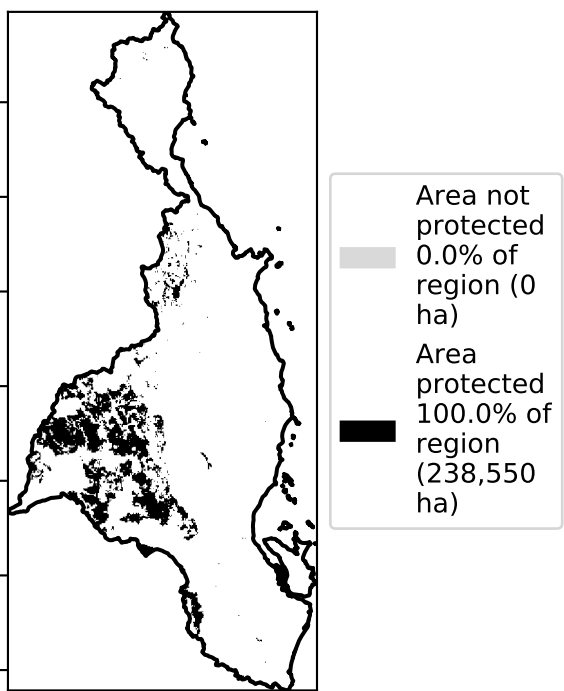 Area not
protected
0.0% of
region (0
ha)
Area
protected
100.0% of
region
(238,550
ha)